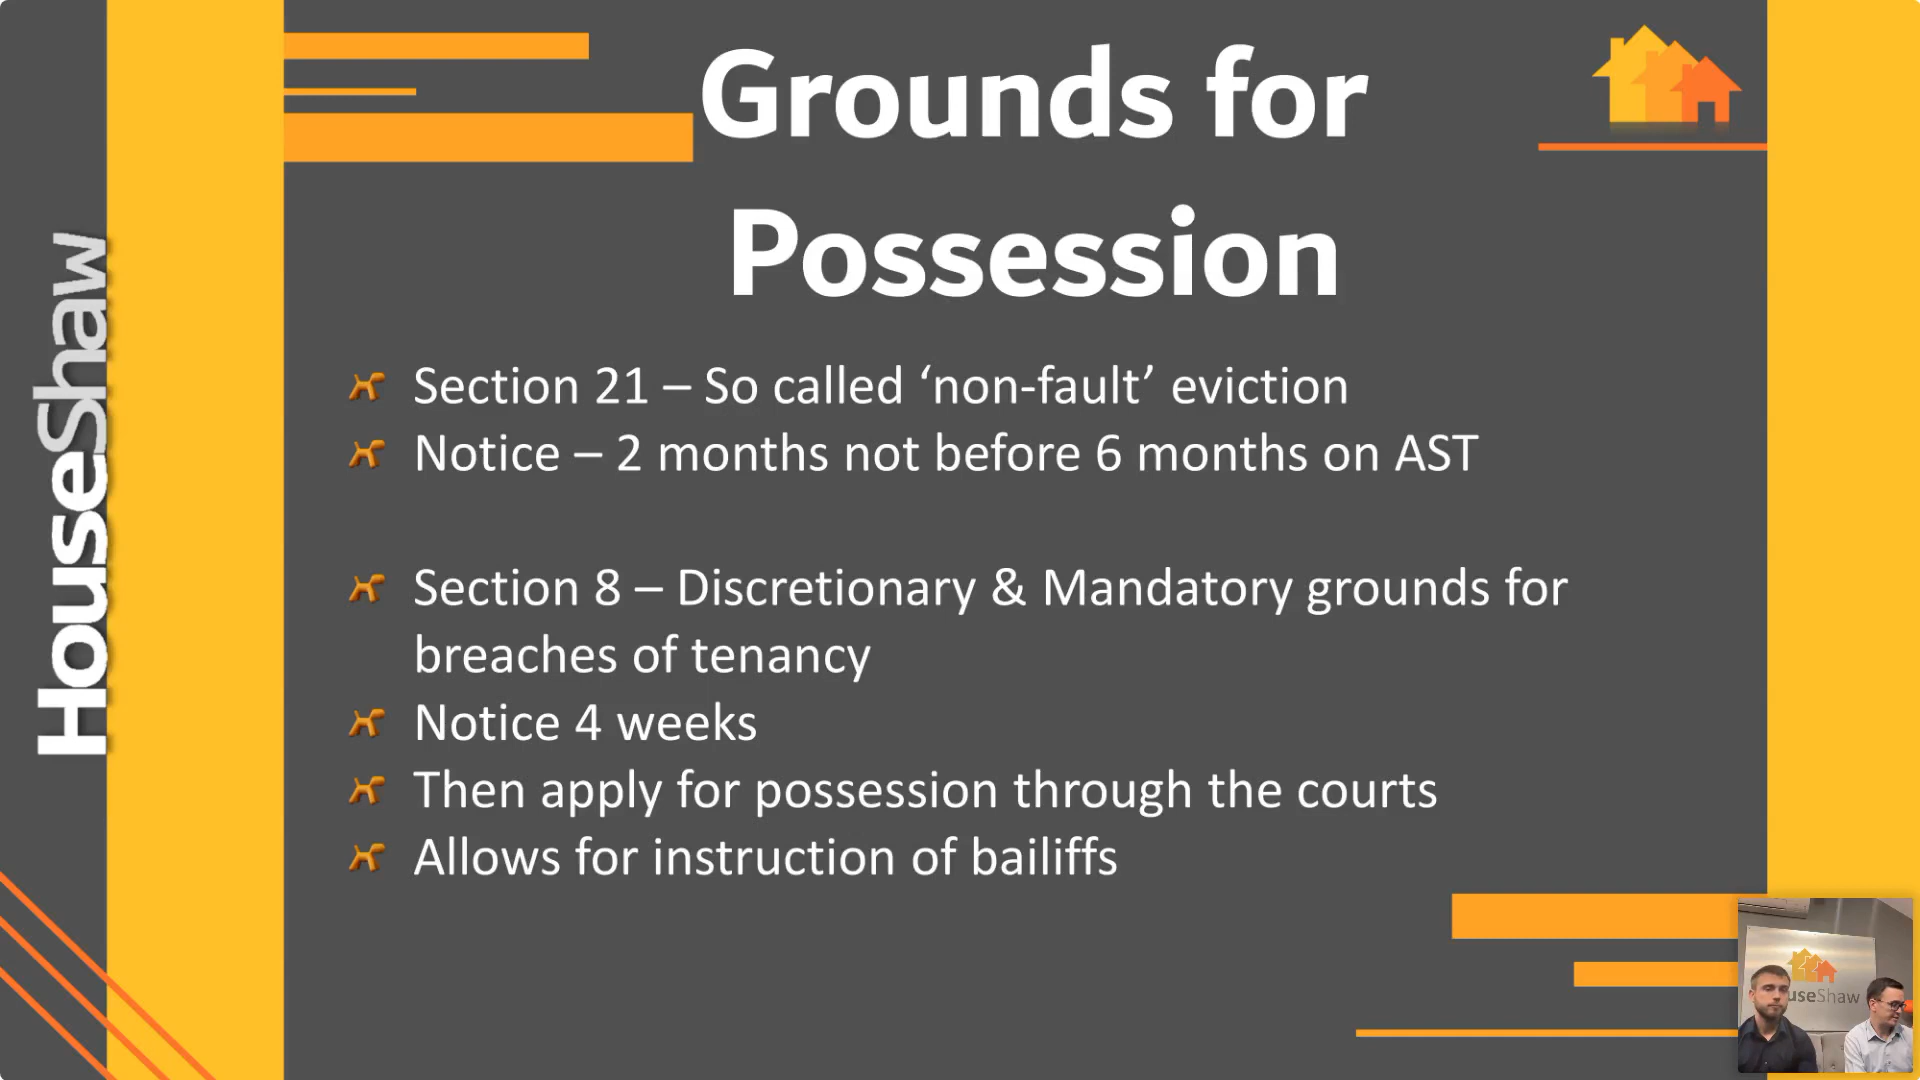 Grounds for
Possession
HouseShaw
Section 21 – So called ‘non-fault’ eviction
Notice – 2 months not before 6 months on AST
Section 8 – Discretionary & Mandatory grounds for
breaches of tenancy
Notice 4 weeks
Then apply for possession through the courts
Allows for instruction of bailiffs
useShaw